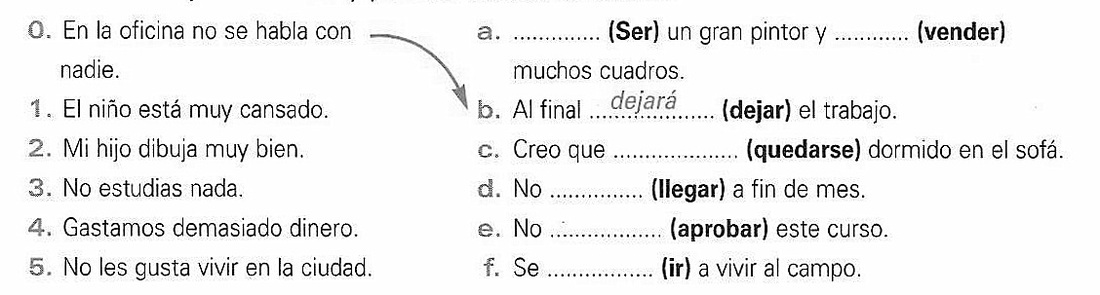 0. En la oficina no se habla con
nadie.
1. El niño está muy cansado.
2. Mi hijo dibuja muy bien.
3. No estudias nada.
4. Gastamos demasiado dinero.
5. No les gusta vivir en la ciudad.
a. .............. (Ser) un gran pintor y ............ (vender)
muchos cuadros.
b. Al final ...dejará...... (dejar) el trabajo.
c. Creo que .................... (quedarse) dormido en el sofá.
d. No ............... (llegar) a fin de mes.
e. No .................. (aprobar) este curso.
f. Se ................. (ir) a vivir al campo.